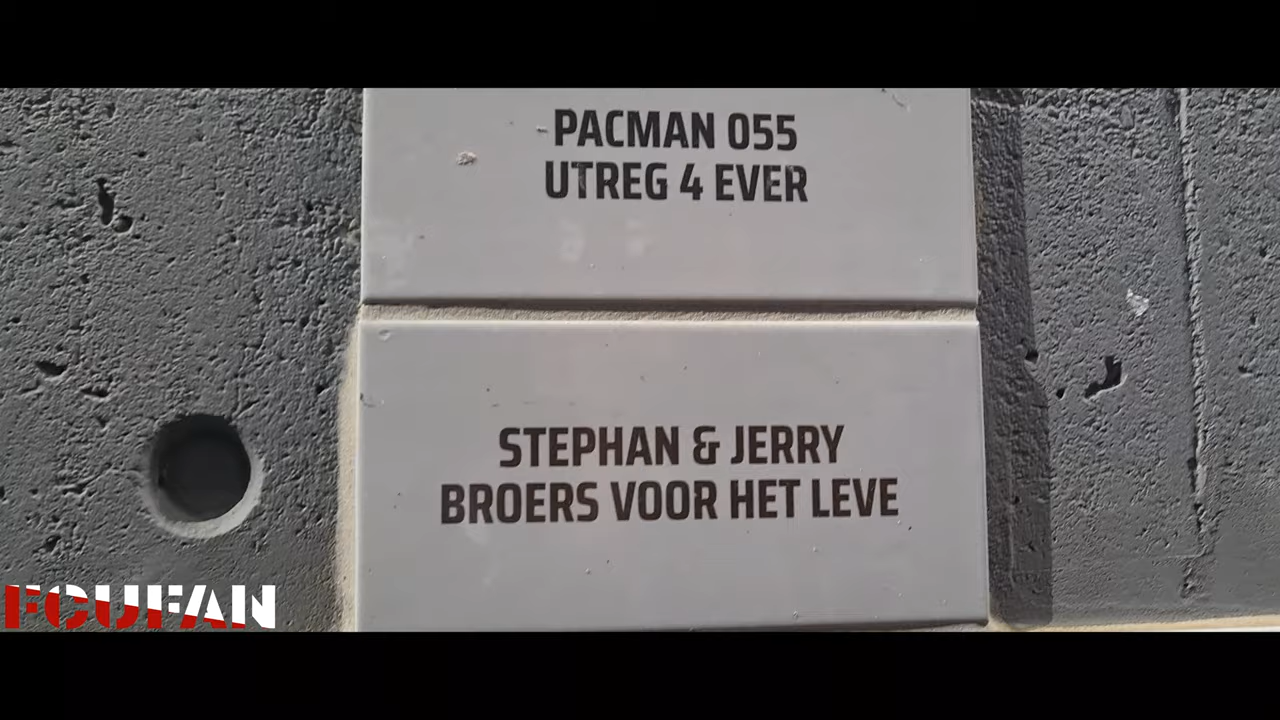 PACMAN 055
UTREG 4 EVER
STEPHAN & JERRY
BROERS VOOR HET LEVE
FCUFAN